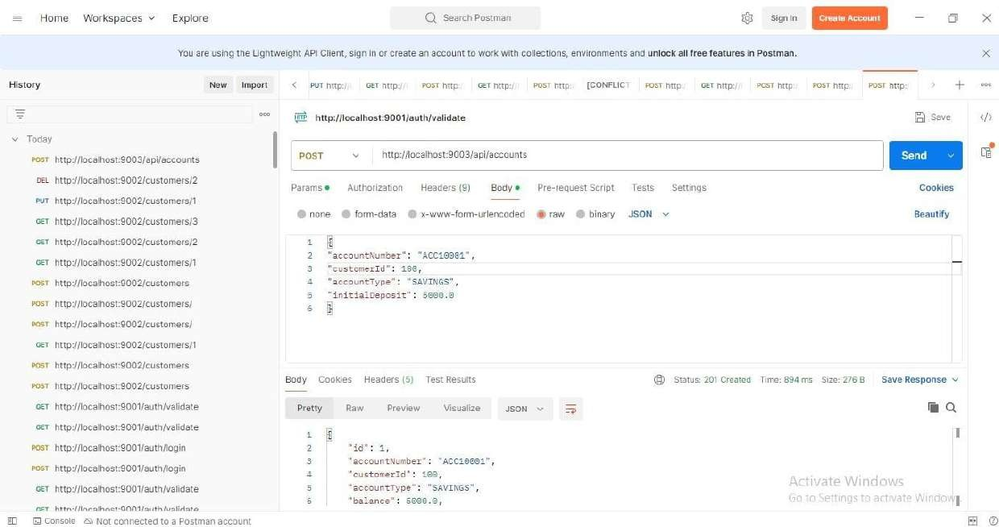 Home Workspaces Explore Search Postman Sign In Create Account
You are using the Lightweight API Client, sign in or create an account to work with collections, environments and unlock all free features in Postman.
History New Import
PUT http:// GET http:// POST http: GET http:// POST http: [CONFLICT POST http: GET http:// POST http: POST http: POST http:
HTTP http://localhost:9001/auth/validate Save
Today
POST http://localhost:9003/api/accounts
DEL http://localhost:9002/customers/2
PUT http://localhost:9002/customers/1
GET http://localhost:9002/customers/3
GET http://localhost:9002/customers/2
GET http://localhost:9002/customers/1
POST http://localhost:9002/customers
POST http://localhost:9002/customers/
POST http://localhost:9002/customers/
GET http://localhost:9002/customers/1
POST http://localhost:9002/customers
POST http://localhost:9002/customers
GET http://localhost:9001/auth/validate
GET http://localhost:9001/auth/validate
POST http://localhost:9001/auth/login
POST http://localhost:9001/auth/login
GET http://localhost:9001/auth/validate
GET http://localhost:9001/auth/validate
POST http://localhost:9003/api/accounts Send
Params Authorization Headers (9) Body Pre-request Script Tests Settings Cookies
none form-data x-www-form-urlencoded raw binary JSON Beautify
1 {
2 "accountNumber": "ACC10001",
3 "customerId": 100,
4 "accountType": "SAVINGS",
5 "initialDeposit": 5000.0
6 }
Body Cookies Headers (5) Test Results Status: 201 Created Time: 894 ms Size: 276 B Save Response
Pretty Raw Preview Visualize JSON
1 {
2 "id": 1,
3 "accountNumber": "ACC10001",
4 "customerId": 100,
5 "accountType": "SAVINGS",
6 "balance": 5000.0,
Activate Windows
Go to Settings to activate Windows.
Console Not connected to a Postman account